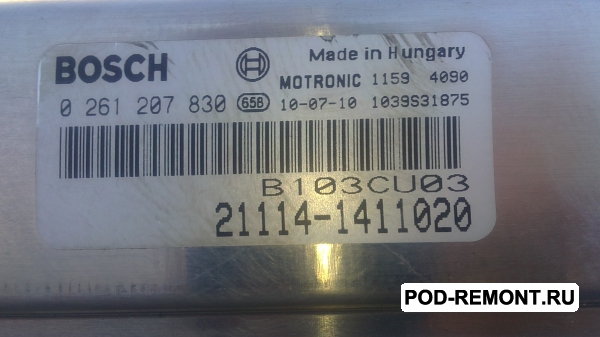 BOSCH Made in Hungary
MOTRONIC 1159 4090
0 261 207 830 658 10-07-10 1039S31875
B103CU03
21114-1411020
POD-REMONT.RU